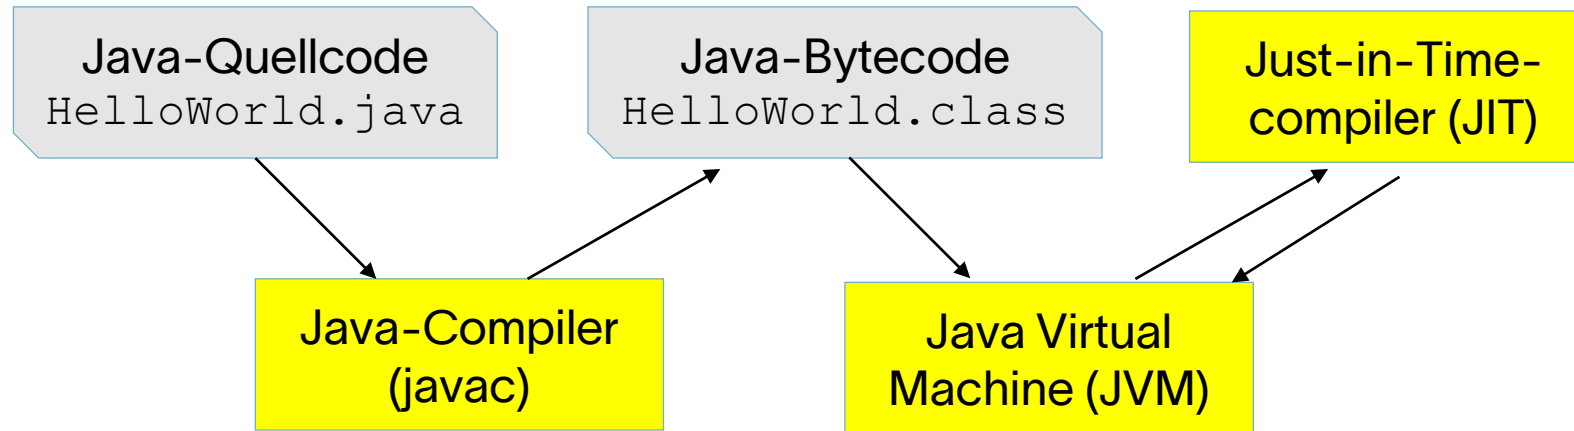 Java-Quellcode
HelloWorld.java
Java-Bytecode
HelloWorld.class
Just-in-Time-
compiler (JIT)
Java-Compiler
(javac)
Java Virtual
Machine (JVM)